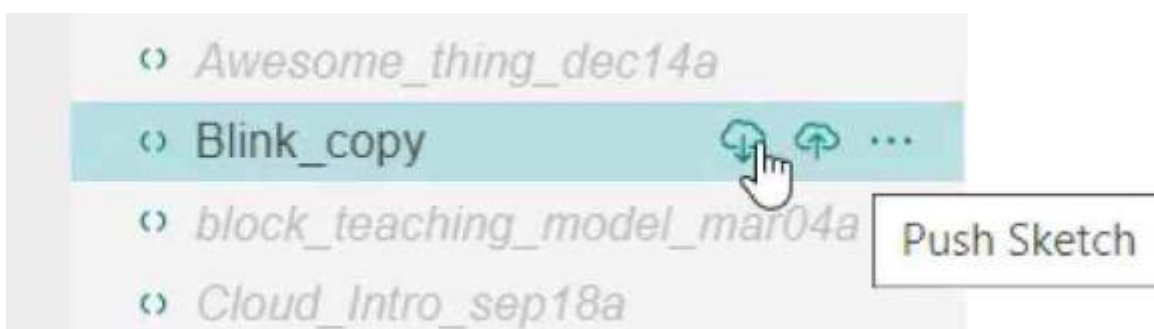 Awesome_thing_dec14a
Blink_copy
block_teaching_model_mar04a
Push Sketch
Cloud_Intro_sep18a